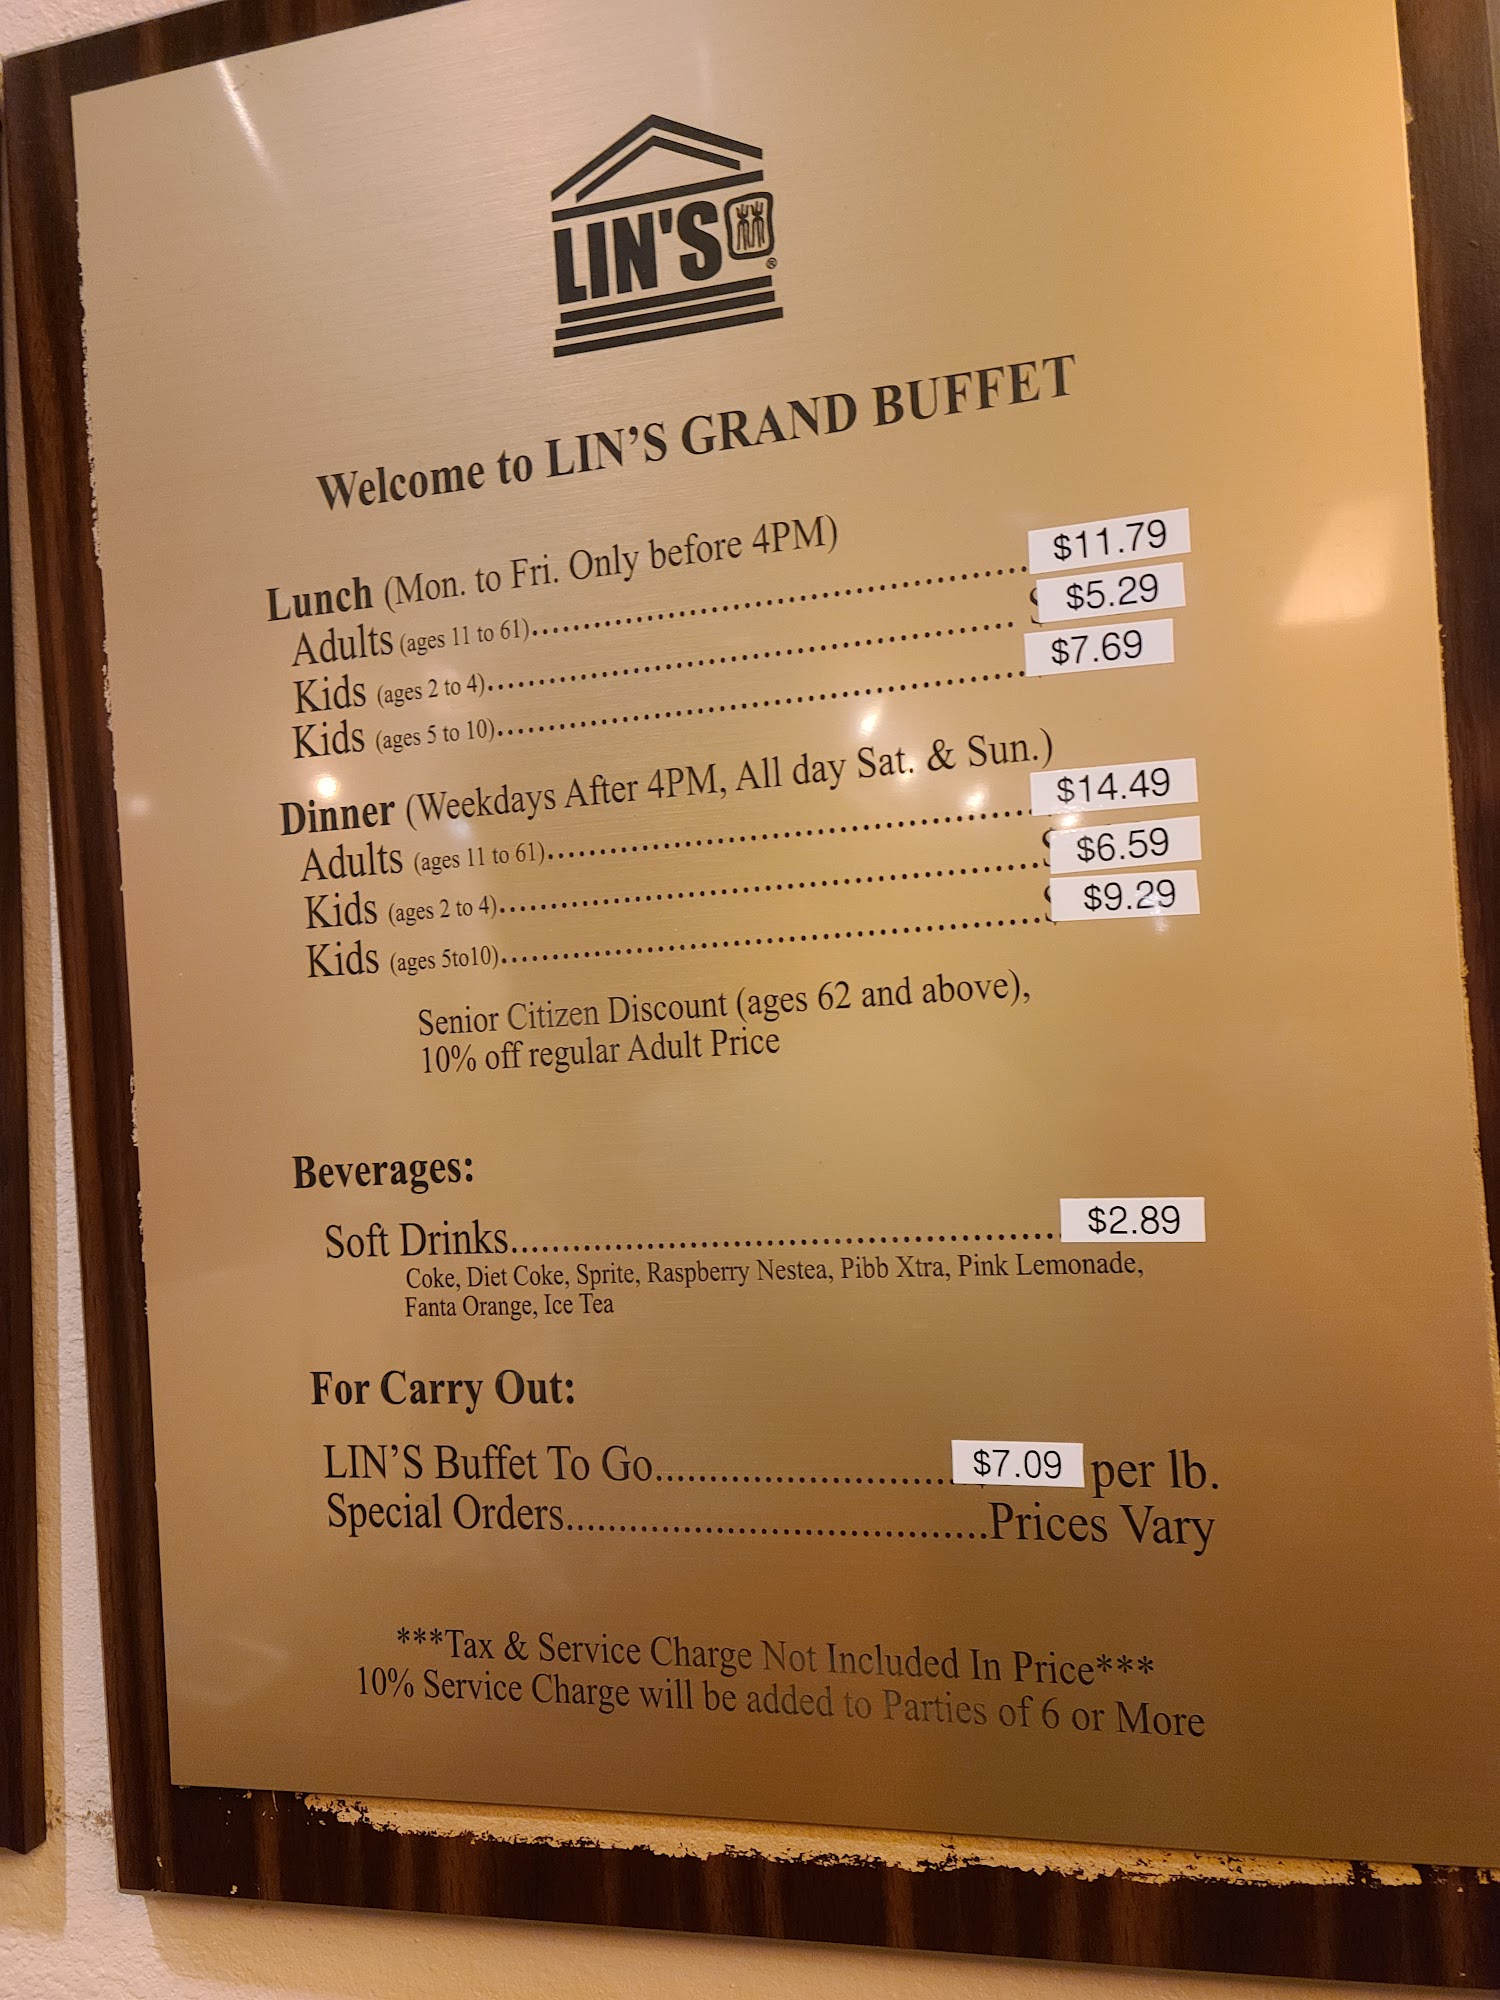 LIN'S 林 ®
Welcome to LIN'S GRAND BUFFET
Lunch (Mon. to Fri. Only before 4PM)
Adults (ages 11 to 61)........................................ $11.79
Kids (ages 2 to 4)........................................ $5.29
Kids (ages 5 to 10)........................................ $7.69
Dinner (Weekdays After 4PM, All day Sat. & Sun.)
Adults (ages 11 to 61)........................................ $14.49
Kids (ages 2 to 4)........................................ $6.59
Kids (ages 5to10)........................................ $9.29
Senior Citizen Discount (ages 62 and above),
10% off regular Adult Price
Beverages:
Soft Drinks........................................ $2.89
Coke, Diet Coke, Sprite, Raspberry Nestea, Pibb Xtra, Pink Lemonade,
Fanta Orange, Ice Tea
For Carry Out:
LIN'S Buffet To Go........................ $7.09 per lb.
Special Orders........................................Prices Vary
***Tax & Service Charge Not Included In Price***
10% Service Charge will be added to Parties of 6 or More